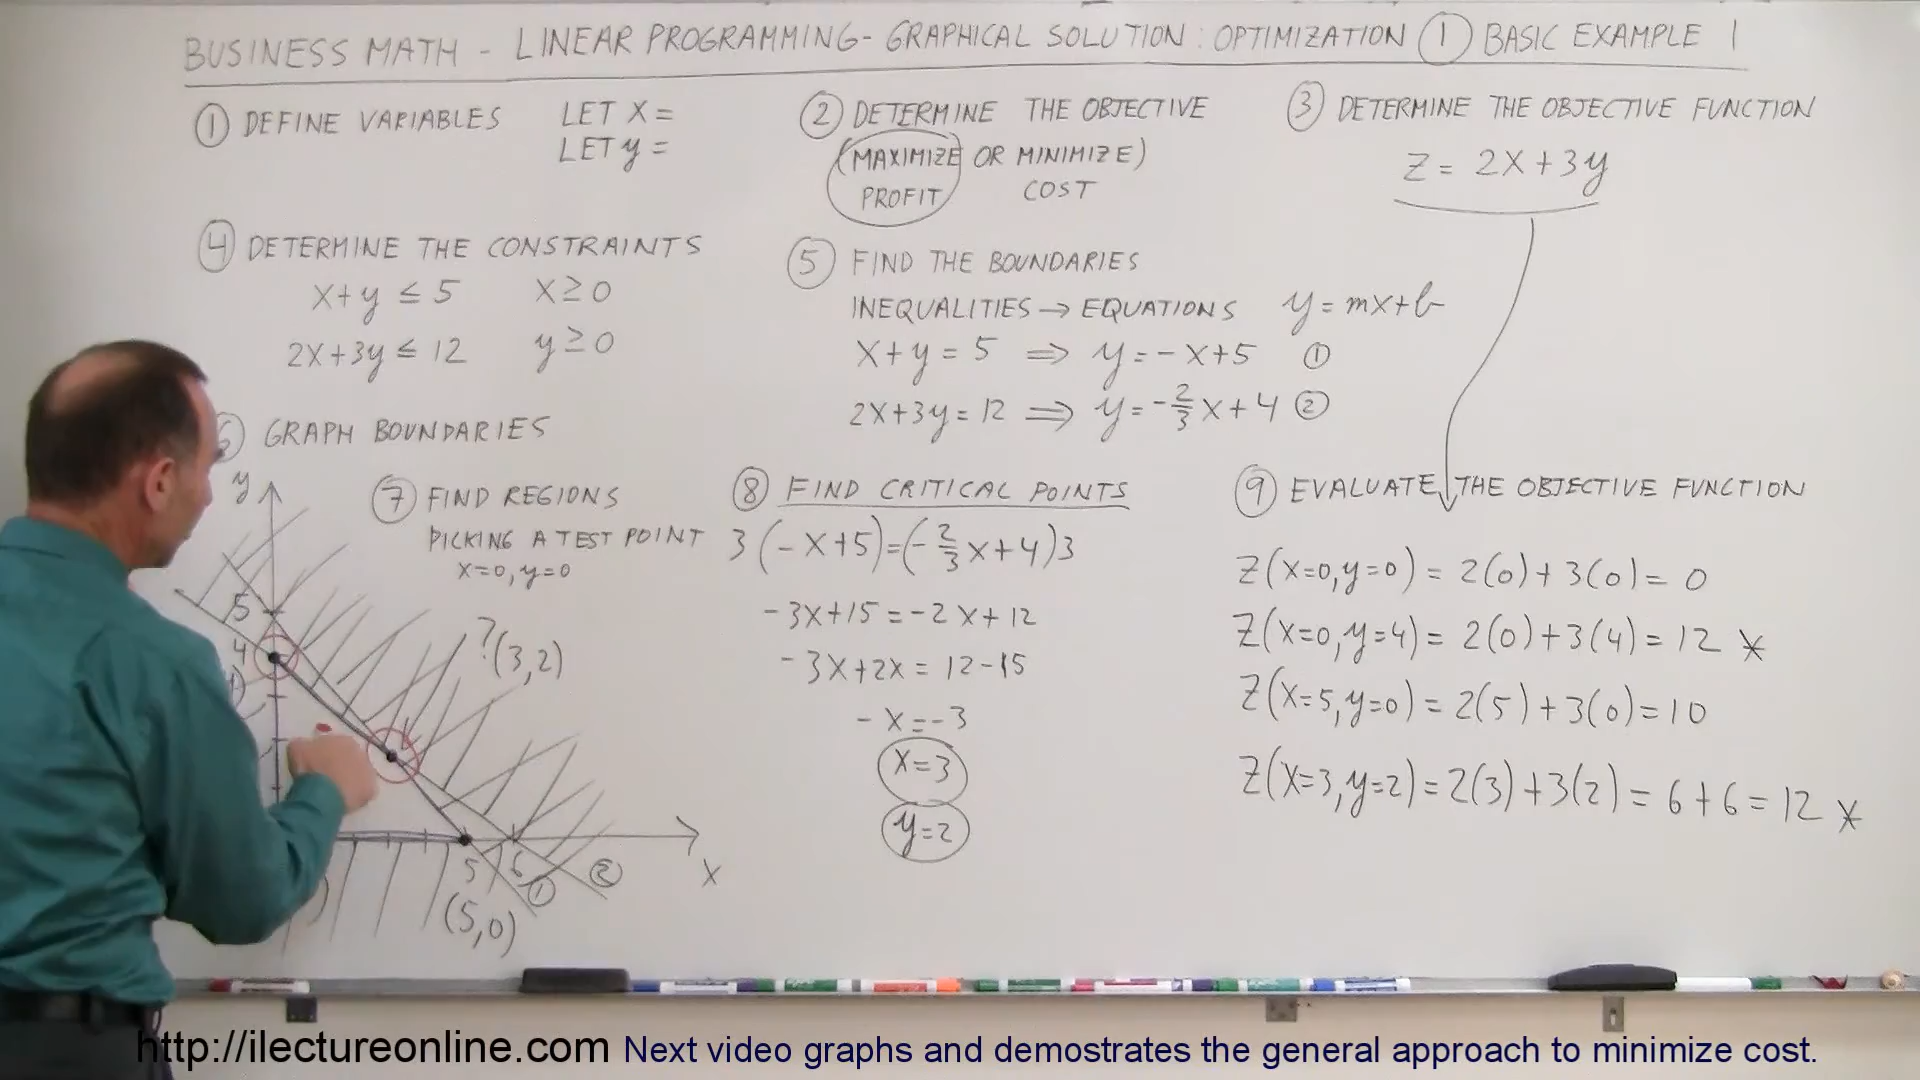 BUSINESS MATH - LINEAR PROGRAMMING - GRAPHICAL SOLUTION : OPTIMIZATION ① BASIC EXAMPLE 1
① DEFINE VARIABLES LET X =
LET y =
② DETERMINE THE OBJECTIVE
(MAXIMIZE OR MINIMIZE)
PROFIT COST
③ DETERMINE THE OBJECTIVE FUNCTION
Z = 2X + 3y
④ DETERMINE THE CONSTRAINTS
X + y ≤ 5 X ≥ 0
2X + 3y ≤ 12 y ≥ 0
⑤ FIND THE BOUNDARIES
INEQUALITIES → EQUATIONS y = mx + b
X + y = 5 ⇒ y = -X + 5 ①
2X + 3y = 12 ⇒ y = -2/3 X + 4 ②
⑥ GRAPH BOUNDARIES
y
5
4
?(3,2)
5 6 ① ②
X
(5,0)
⑦ FIND REGIONS
PICKING A TEST POINT
X=0, y=0
⑧ FIND CRITICAL POINTS
3(-X+5)=(-2/3 X+4)3
-3X+15 = -2X+12
-3X+2X = 12-15
-X = -3
X=3
y=2
⑨ EVALUATE THE OBJECTIVE FUNCTION
Z(X=0, y=0) = 2(0) + 3(0) = 0
Z(X=0, y=4) = 2(0) + 3(4) = 12 *
Z(X=5, y=0) = 2(5) + 3(0) = 10
Z(X=3, y=2) = 2(3) + 3(2) = 6 + 6 = 12 *
http://ilectureonline.com Next video graphs and demostrates the general approach to minimize cost.